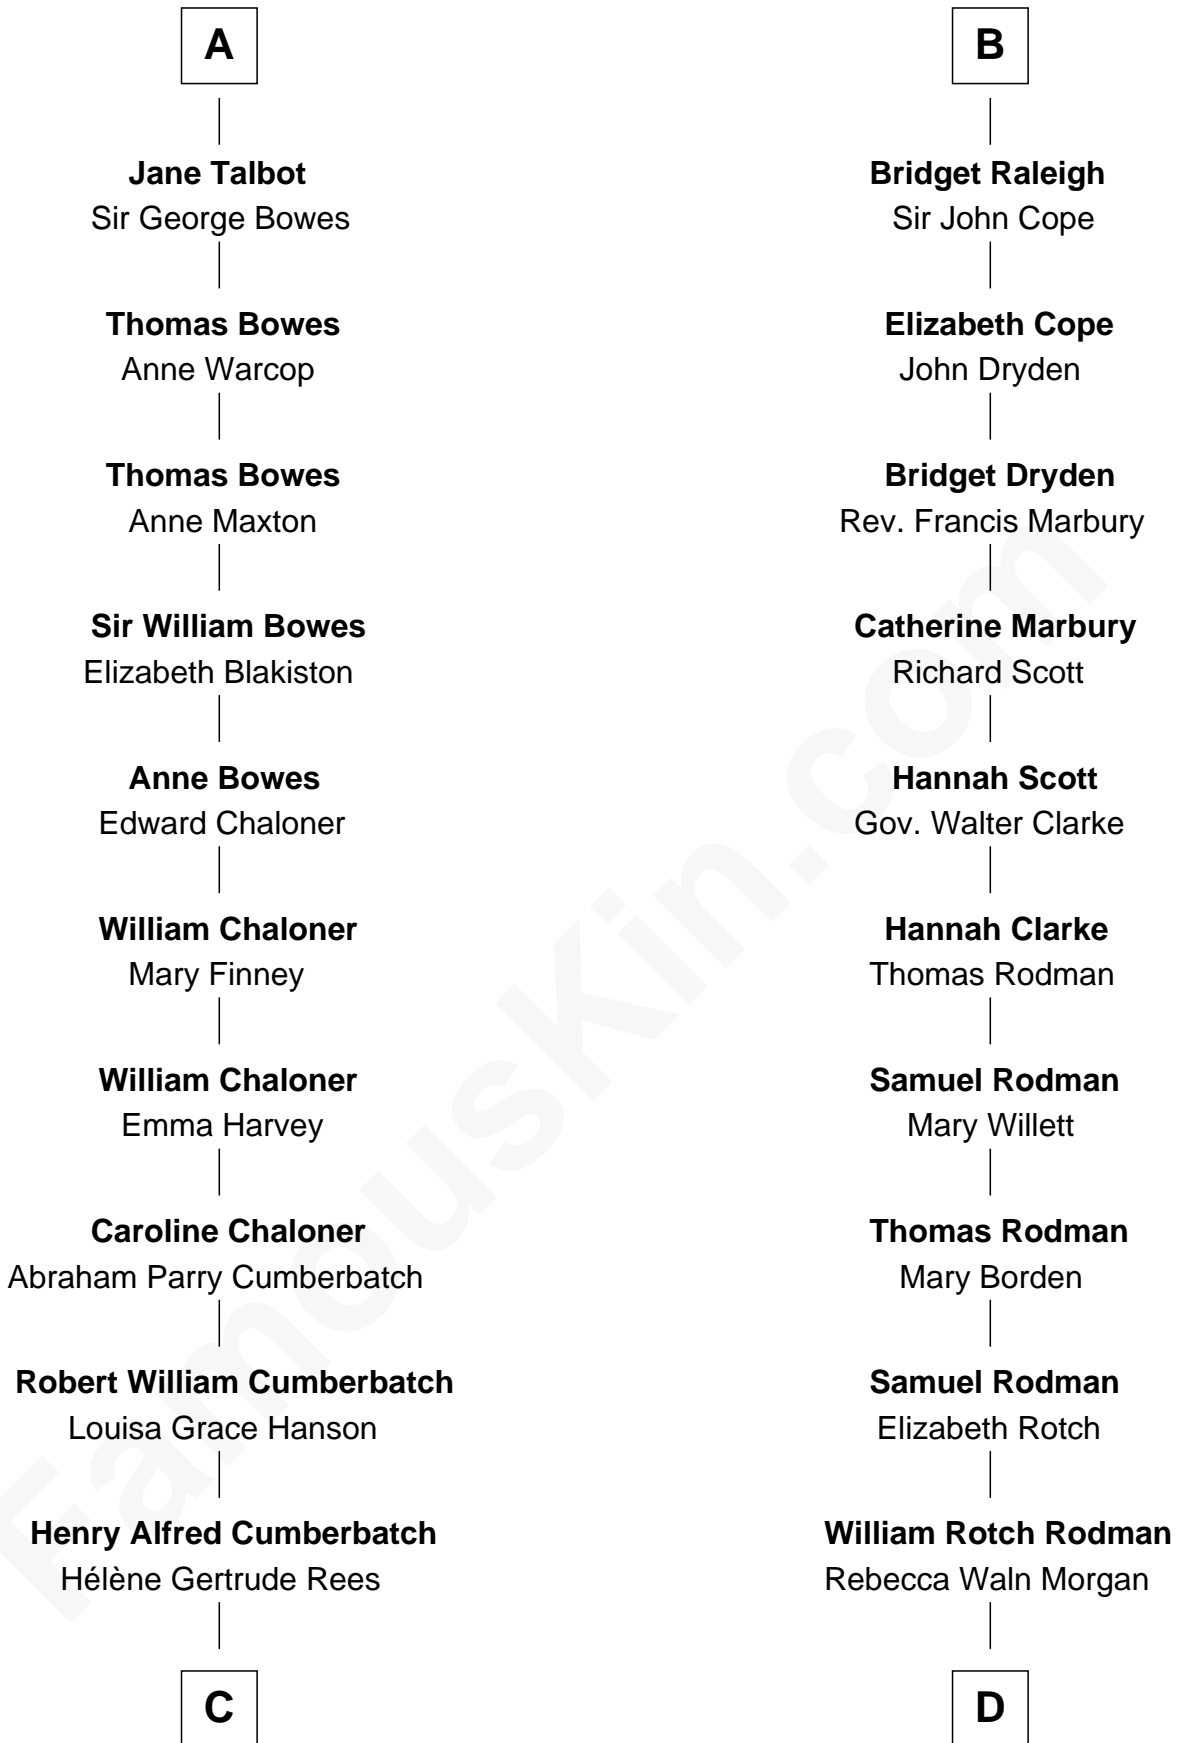 A
Jane Talbot
Sir George Bowes
Thomas Bowes
Anne Warcop
Thomas Bowes
Anne Maxton
Sir William Bowes
Elizabeth Blakiston
Anne Bowes
Edward Chaloner
William Chaloner
Mary Finney
William Chaloner
Emma Harvey
Caroline Chaloner
Abraham Parry Cumberbatch
Robert William Cumberbatch
Louisa Grace Hanson
Henry Alfred Cumberbatch
Hélène Gertrude Rees
C
B
Bridget Raleigh
Sir John Cope
Elizabeth Cope
John Dryden
Bridget Dryden
Rev. Francis Marbury
Catherine Marbury
Richard Scott
Hannah Scott
Gov. Walter Clarke
Hannah Clarke
Thomas Rodman
Samuel Rodman
Mary Willett
Thomas Rodman
Mary Borden
Samuel Rodman
Elizabeth Rotch
William Rotch Rodman
Rebecca Waln Morgan
D
FamousKin.com